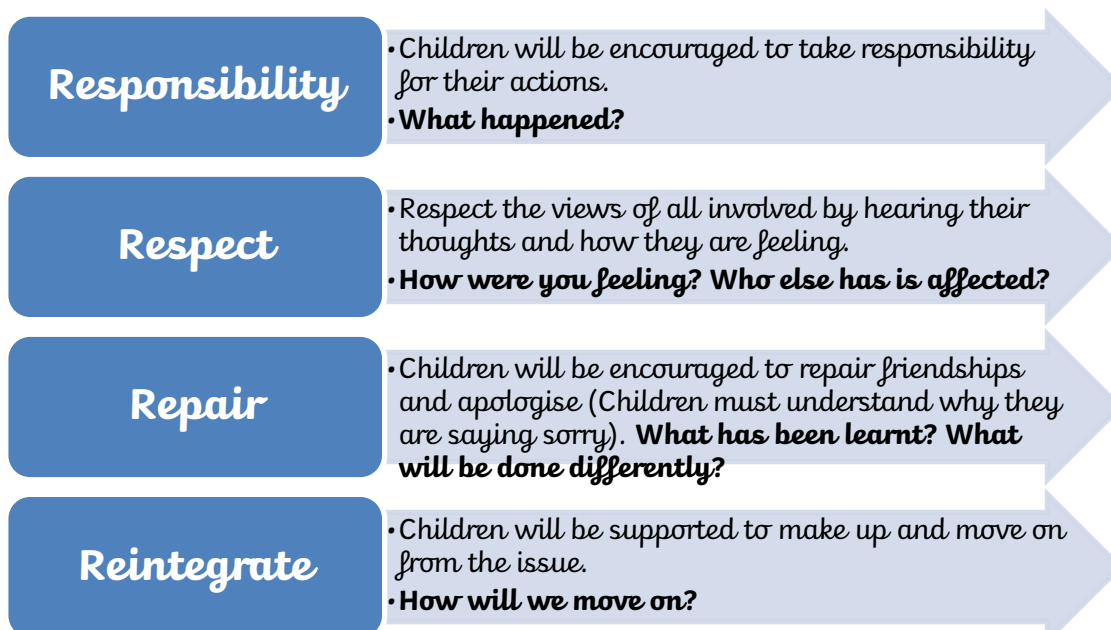 Responsibility
•Children will be encouraged to take responsibility
for their actions.
•What happened?
Respect
•Respect the views of all involved by hearing their
thoughts and how they are feeling.
•How were you feeling? Who else has is affected?
Repair
•Children will be encouraged to repair friendships
and apologise (Children must understand why they
are saying sorry). What has been learnt? What
will be done differently?
Reintegrate
•Children will be supported to make up and move on
from the issue.
•How will we move on?